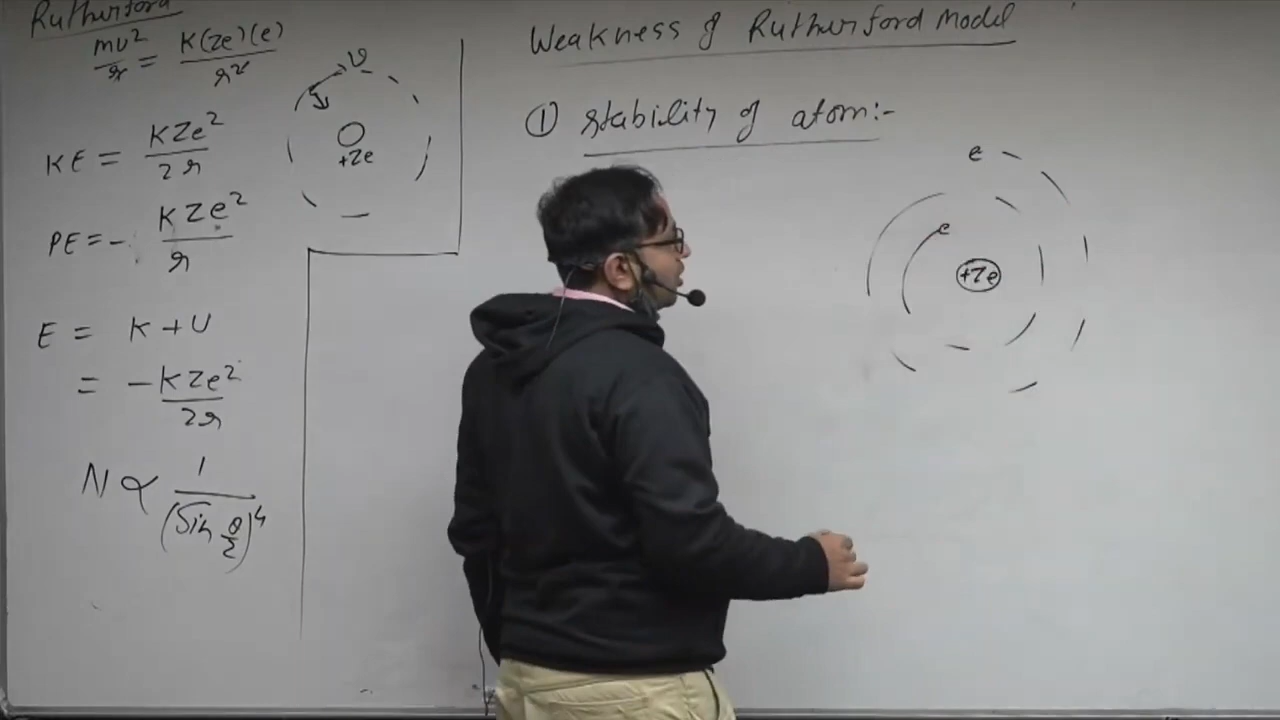 Rutherford
mv²/r = K(Ze)(e)/r²
v
+Ze
KE = KZe²/2r
PE = - KZe²/r
E = K + U
= -KZe²/2r
N ∝ 1/(Sin θ/2)⁴
Weakness of Rutherford Model
① stability of atom:-
e
e
+Ze